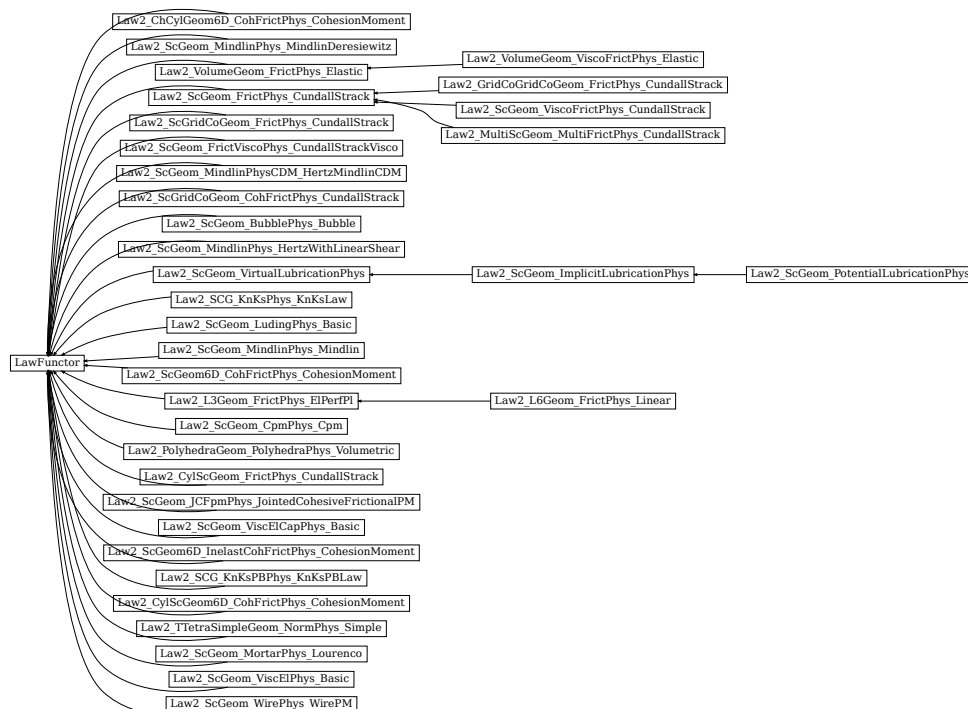 Law2_ChCylGeom6D_CohFrictPhys_CohesionMoment
Law2_ScGeom_MindlinPhys_MindlinDeresiewitz
Law2_VolumeGeom_ViscoFrictPhys_Elastic
Law2_VolumeGeom_FrictPhys_Elastic
Law2_GridCoGridCoGeom_FrictPhys_CundallStrack
Law2_ScGeom_FrictPhys_CundallStrack
Law2_ScGeom_ViscoFrictPhys_CundallStrack
Law2_ScGridCoGeom_FrictPhys_CundallStrack
Law2_MultiScGeom_MultiFrictPhys_CundallStrack
Law2_ScGeom_FrictViscoPhys_CundallStrackVisco
Law2_ScGeom_MindlinPhysCDM_HertzMindlinCDM
Law2_ScGridCoGeom_CohFrictPhys_CundallStrack
Law2_ScGeom_BubblePhys_Bubble
Law2_ScGeom_MindlinPhys_HertzWithLinearShear
Law2_ScGeom_VirtualLubricationPhys
Law2_ScGeom_ImplicitLubricationPhys
Law2_ScGeom_PotentialLubricationPhys
Law2_SCG_KnKsPhys_KnKsLaw
Law2_ScGeom_LudingPhys_Basic
Law2_ScGeom_MindlinPhys_Mindlin
LawFunctor
Law2_ScGeom6D_CohFrictPhys_CohesionMoment
Law2_L3Geom_FrictPhys_ElPerfPl
Law2_L6Geom_FrictPhys_Linear
Law2_ScGeom_CpmPhys_Cpm
Law2_PolyhedraGeom_PolyhedraPhys_Volumetric
Law2_CylScGeom_FrictPhys_CundallStrack
Law2_ScGeom_JCFpmPhys_JointedCohesiveFrictionalPM
Law2_ScGeom_ViscElCapPhys_Basic
Law2_ScGeom6D_InelastCohFrictPhys_CohesionMoment
Law2_SCG_KnKsPBPhys_KnKsPBLaw
Law2_CylScGeom6D_CohFrictPhys_CohesionMoment
Law2_TTetraSimpleGeom_NormPhys_Simple
Law2_ScGeom_MortarPhys_Lourenco
Law2_ScGeom_ViscElPhys_Basic
Law2_ScGeom_WirePhys_WirePM